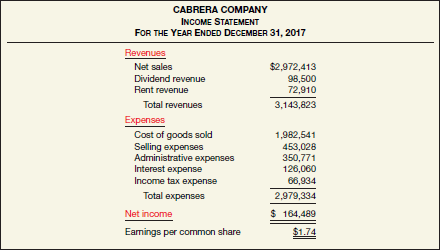 CABRERA COMPANY
INCOME STATEMENT
FOR THE YEAR ENDED DECEMBER 31, 2017
Revenues
Net sales $2,972,413
Dividend revenue 98,500
Rent revenue 72,910
Total revenues 3,143,823
Expenses
Cost of goods sold 1,982,541
Selling expenses 453,028
Administrative expenses 350,771
Interest expense 126,060
Income tax expense 66,934
Total expenses 2,979,334
Net income $ 164,489
Earnings per common share $1.74